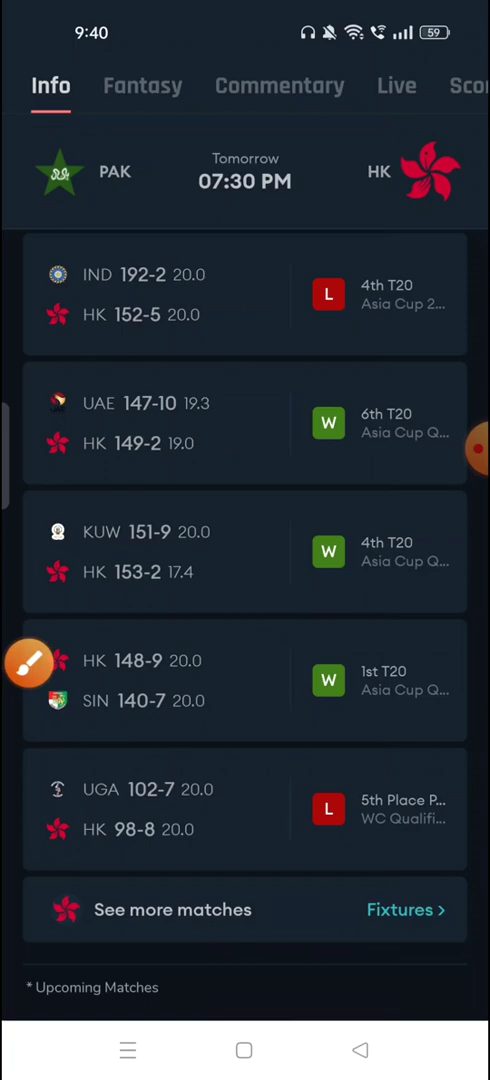 9:40
59
Info Fantasy Commentary Live Scor
PAK
Tomorrow
07:30 PM
HK
IND 192-2 20.0
HK 152-5 20.0
L
4th T20
Asia Cup 2...
UAE 147-10 19.3
HK 149-2 19.0
W
6th T20
Asia Cup Q...
KUW 151-9 20.0
HK 153-2 17.4
W
4th T20
Asia Cup Q...
HK 148-9 20.0
SIN 140-7 20.0
W
1st T20
Asia Cup Q...
UGA 102-7 20.0
HK 98-8 20.0
L
5th Place P...
WC Qualifi...
See more matches
Fixtures >
* Upcoming Matches